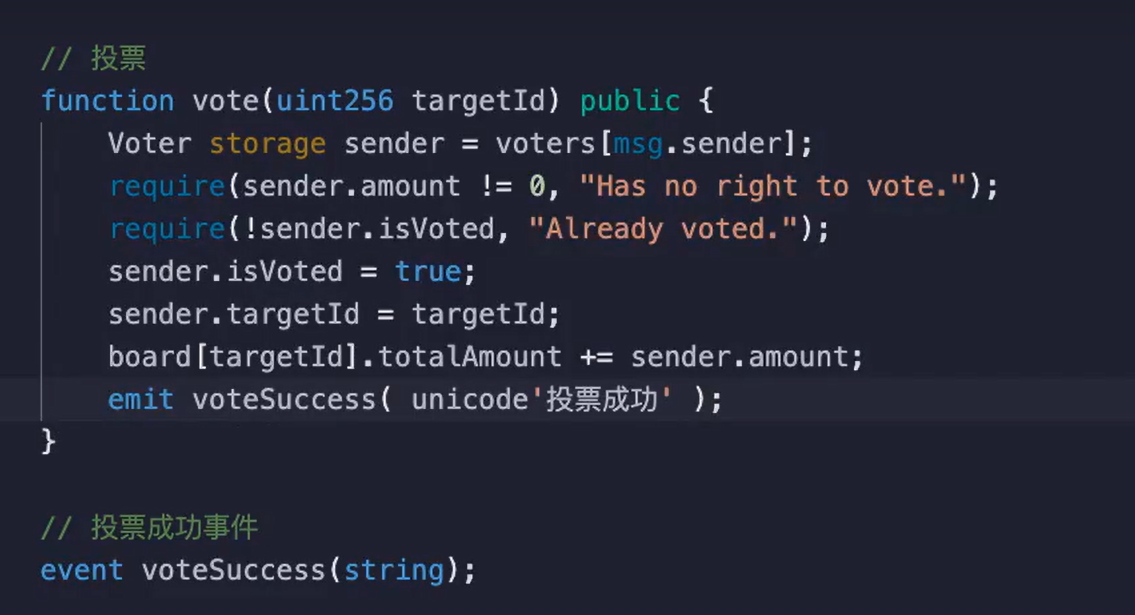 // 投票
function vote(uint256 targetId) public {
    Voter storage sender = voters[msg.sender];
    require(sender.amount != 0, "Has no right to vote.");
    require(!sender.isVoted, "Already voted.");
    sender.isVoted = true;
    sender.targetId = targetId;
    board[targetId].totalAmount += sender.amount;
    emit voteSuccess( unicode'投票成功' );
}
// 投票成功事件
event voteSuccess(string);